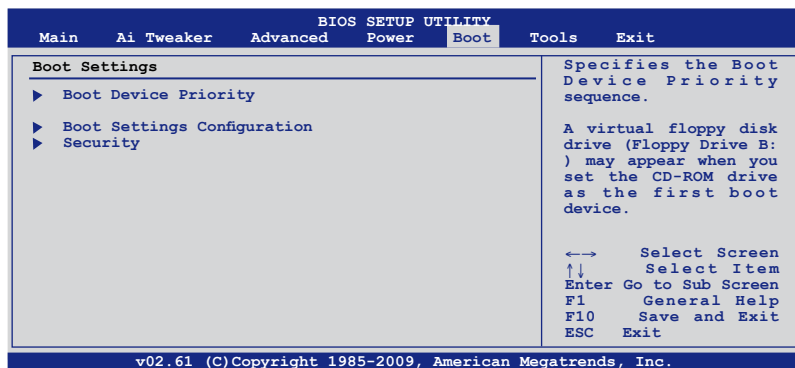 BIOS SETUP UTILITY
Main Ai Tweaker Advanced Power Boot Tools Exit
Boot Settings
Boot Device Priority
Boot Settings Configuration
Security
Specifies the Boot
Device Priority
sequence.
A virtual floppy disk
drive (Floppy Drive B:
) may appear when you
set the CD-ROM drive
as the first boot
device.
←→ Select Screen
↑↓ Select Item
Enter Go to Sub Screen
F1 General Help
F10 Save and Exit
ESC Exit
v02.61 (C)Copyright 1985-2009, American Megatrends, Inc.